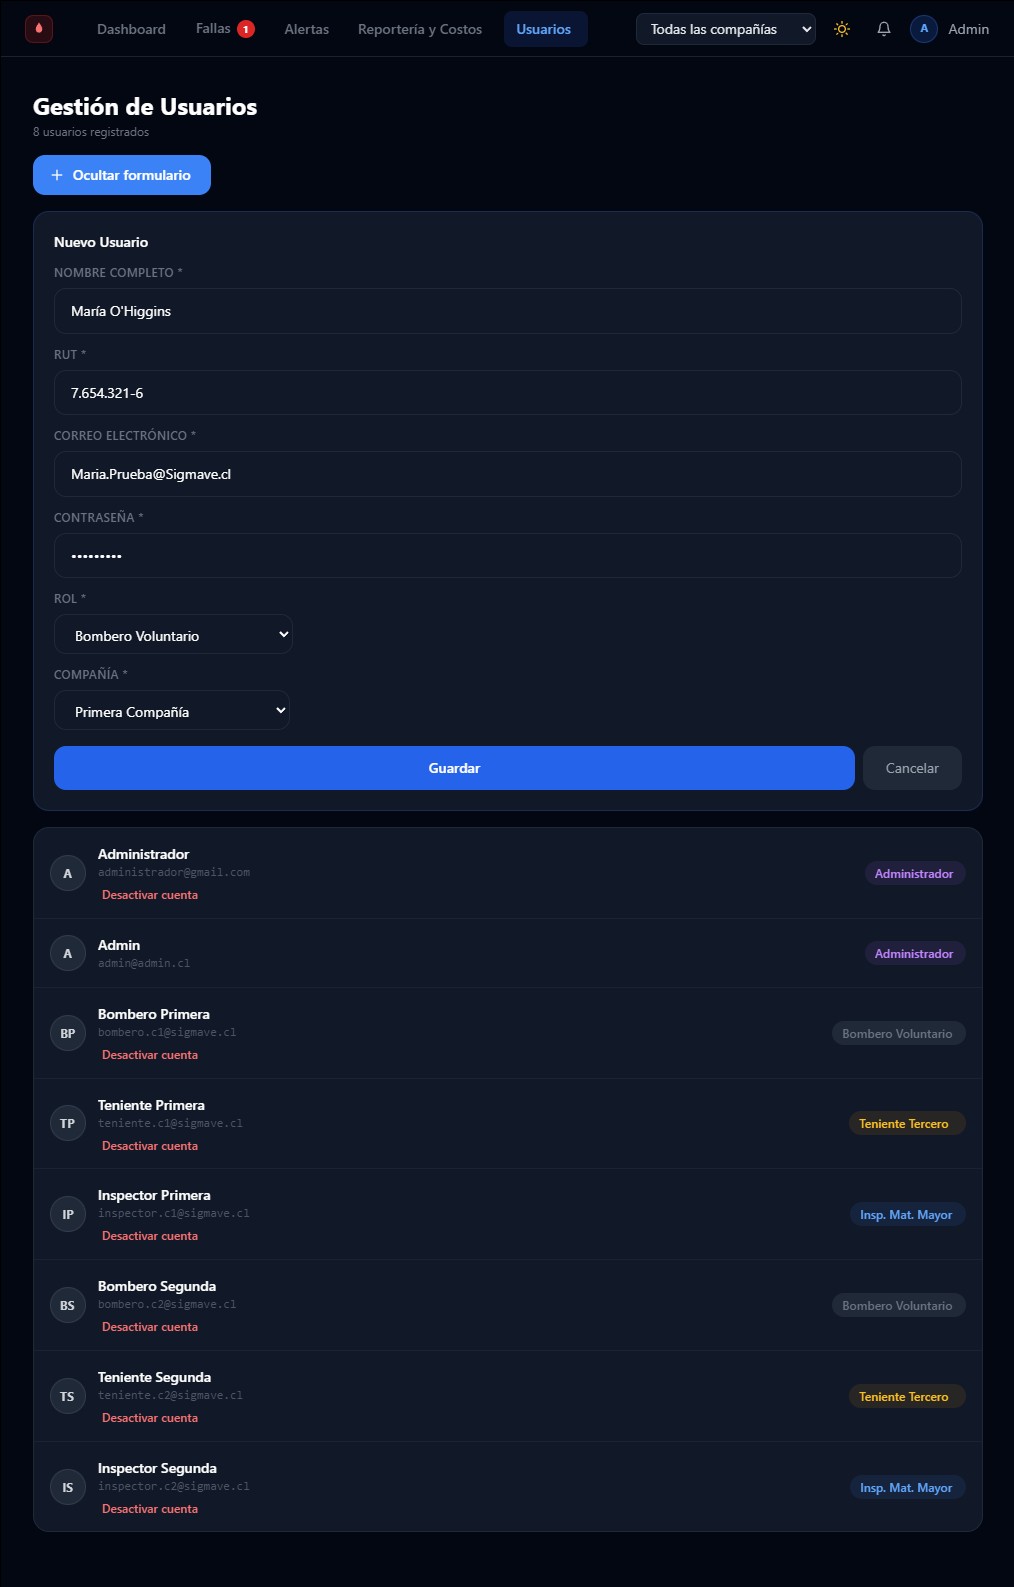 Dashboard Fallas 1 Alertas Reportería y Costos Usuarios Todas las compañías A Admin
Gestión de Usuarios
8 usuarios registrados
+ Ocultar formulario
Nuevo Usuario
NOMBRE COMPLETO *
María O'Higgins
RUT *
7.654.321-6
CORREO ELECTRÓNICO *
Maria.Prueba@Sigmave.cl
CONTRASEÑA *
•••••••••
ROL *
Bombero Voluntario
COMPAÑÍA *
Primera Compañía
Guardar Cancelar
A Administrador
administrador@gmail.com
Desactivar cuenta
Administrador
A Admin
admin@admin.cl
Administrador
BP Bombero Primera
bombero.c1@sigmave.cl
Desactivar cuenta
Bombero Voluntario
TP Teniente Primera
teniente.c1@sigmave.cl
Desactivar cuenta
Teniente Tercero
IP Inspector Primera
inspector.c1@sigmave.cl
Desactivar cuenta
Insp. Mat. Mayor
BS Bombero Segunda
bombero.c2@sigmave.cl
Desactivar cuenta
Bombero Voluntario
TS Teniente Segunda
teniente.c2@sigmave.cl
Desactivar cuenta
Teniente Tercero
IS Inspector Segunda
inspector.c2@sigmave.cl
Desactivar cuenta
Insp. Mat. Mayor